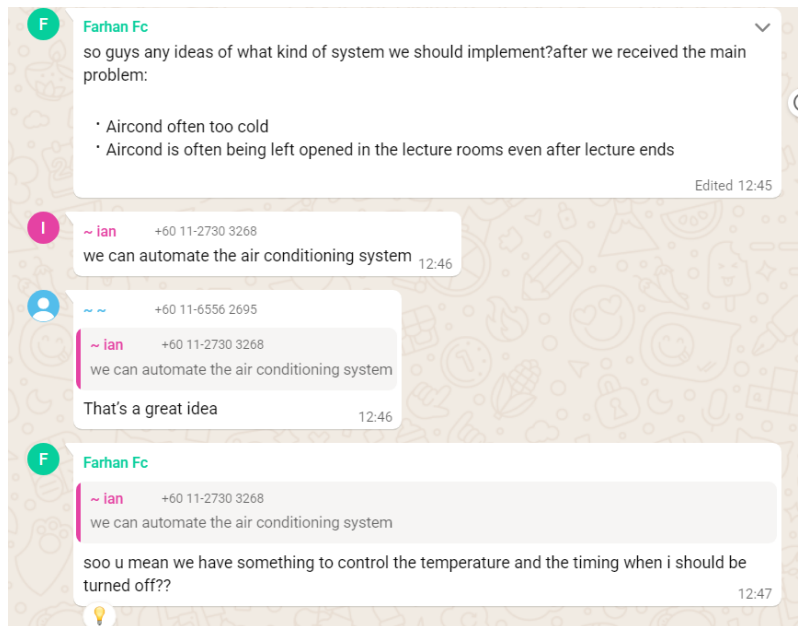 F
Farhan Fc
so guys any ideas of what kind of system we should implement?after we received the main
problem:
· Aircond often too cold
· Aircond is often being left opened in the lecture rooms even after lecture ends
Edited 12:45
I
~ ian +60 11-2730 3268
we can automate the air conditioning system 12:46
~ ~ +60 11-6556 2695
~ ian +60 11-2730 3268
we can automate the air conditioning system
That's a great idea
12:46
F
Farhan Fc
~ ian +60 11-2730 3268
we can automate the air conditioning system
soo u mean we have something to control the temperature and the timing when i should be
turned off??
12:47